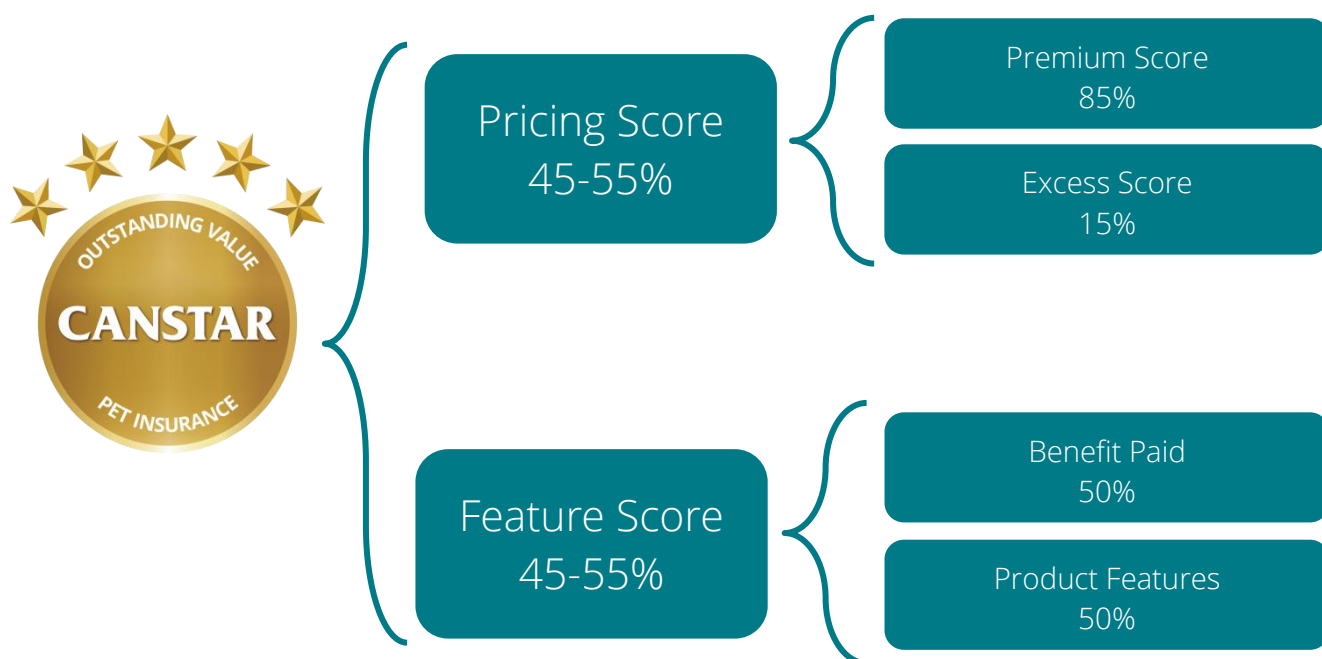 OUTSTANDING VALUE
CANSTAR
PET INSURANCE
Pricing Score
45-55%
Premium Score
85%
Excess Score
15%
Feature Score
45-55%
Benefit Paid
50%
Product Features
50%